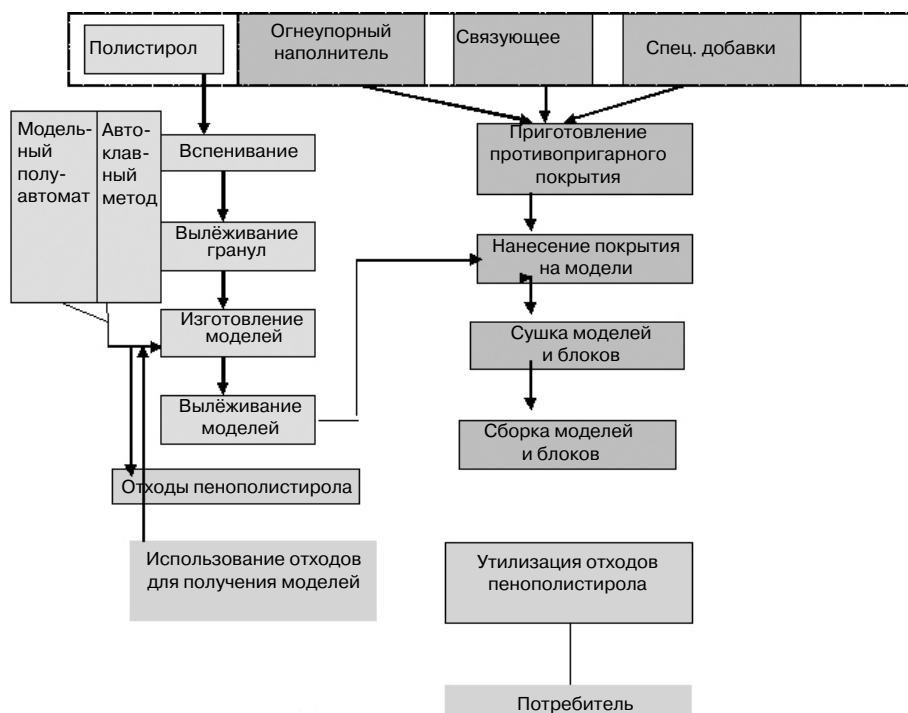 Полистирол
Огнеупорный
наполнитель
Связующее
Спец. добавки
Модель-
ный
полу-
автомат
Авто-
клав-
ный
метод
Вспенивание
Вылёживание
гранул
Изготовление
моделей
Вылёживание
моделей
Отходы пенополистирола
Использование отходов
для получения моделей
Приготовление
противопригарного
покрытия
Нанесение покрытия
на модели
Сушка моделей
и блоков
Сборка моделей
и блоков
Утилизация отходов
пенополистирола
Потребитель